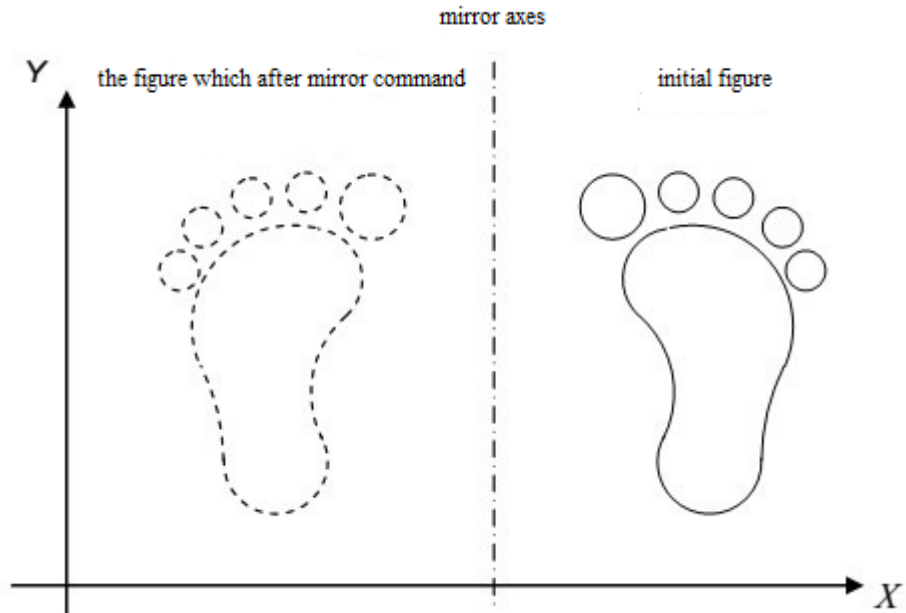 mirror axes
Y
the figure which after mirror command
initial figure
X